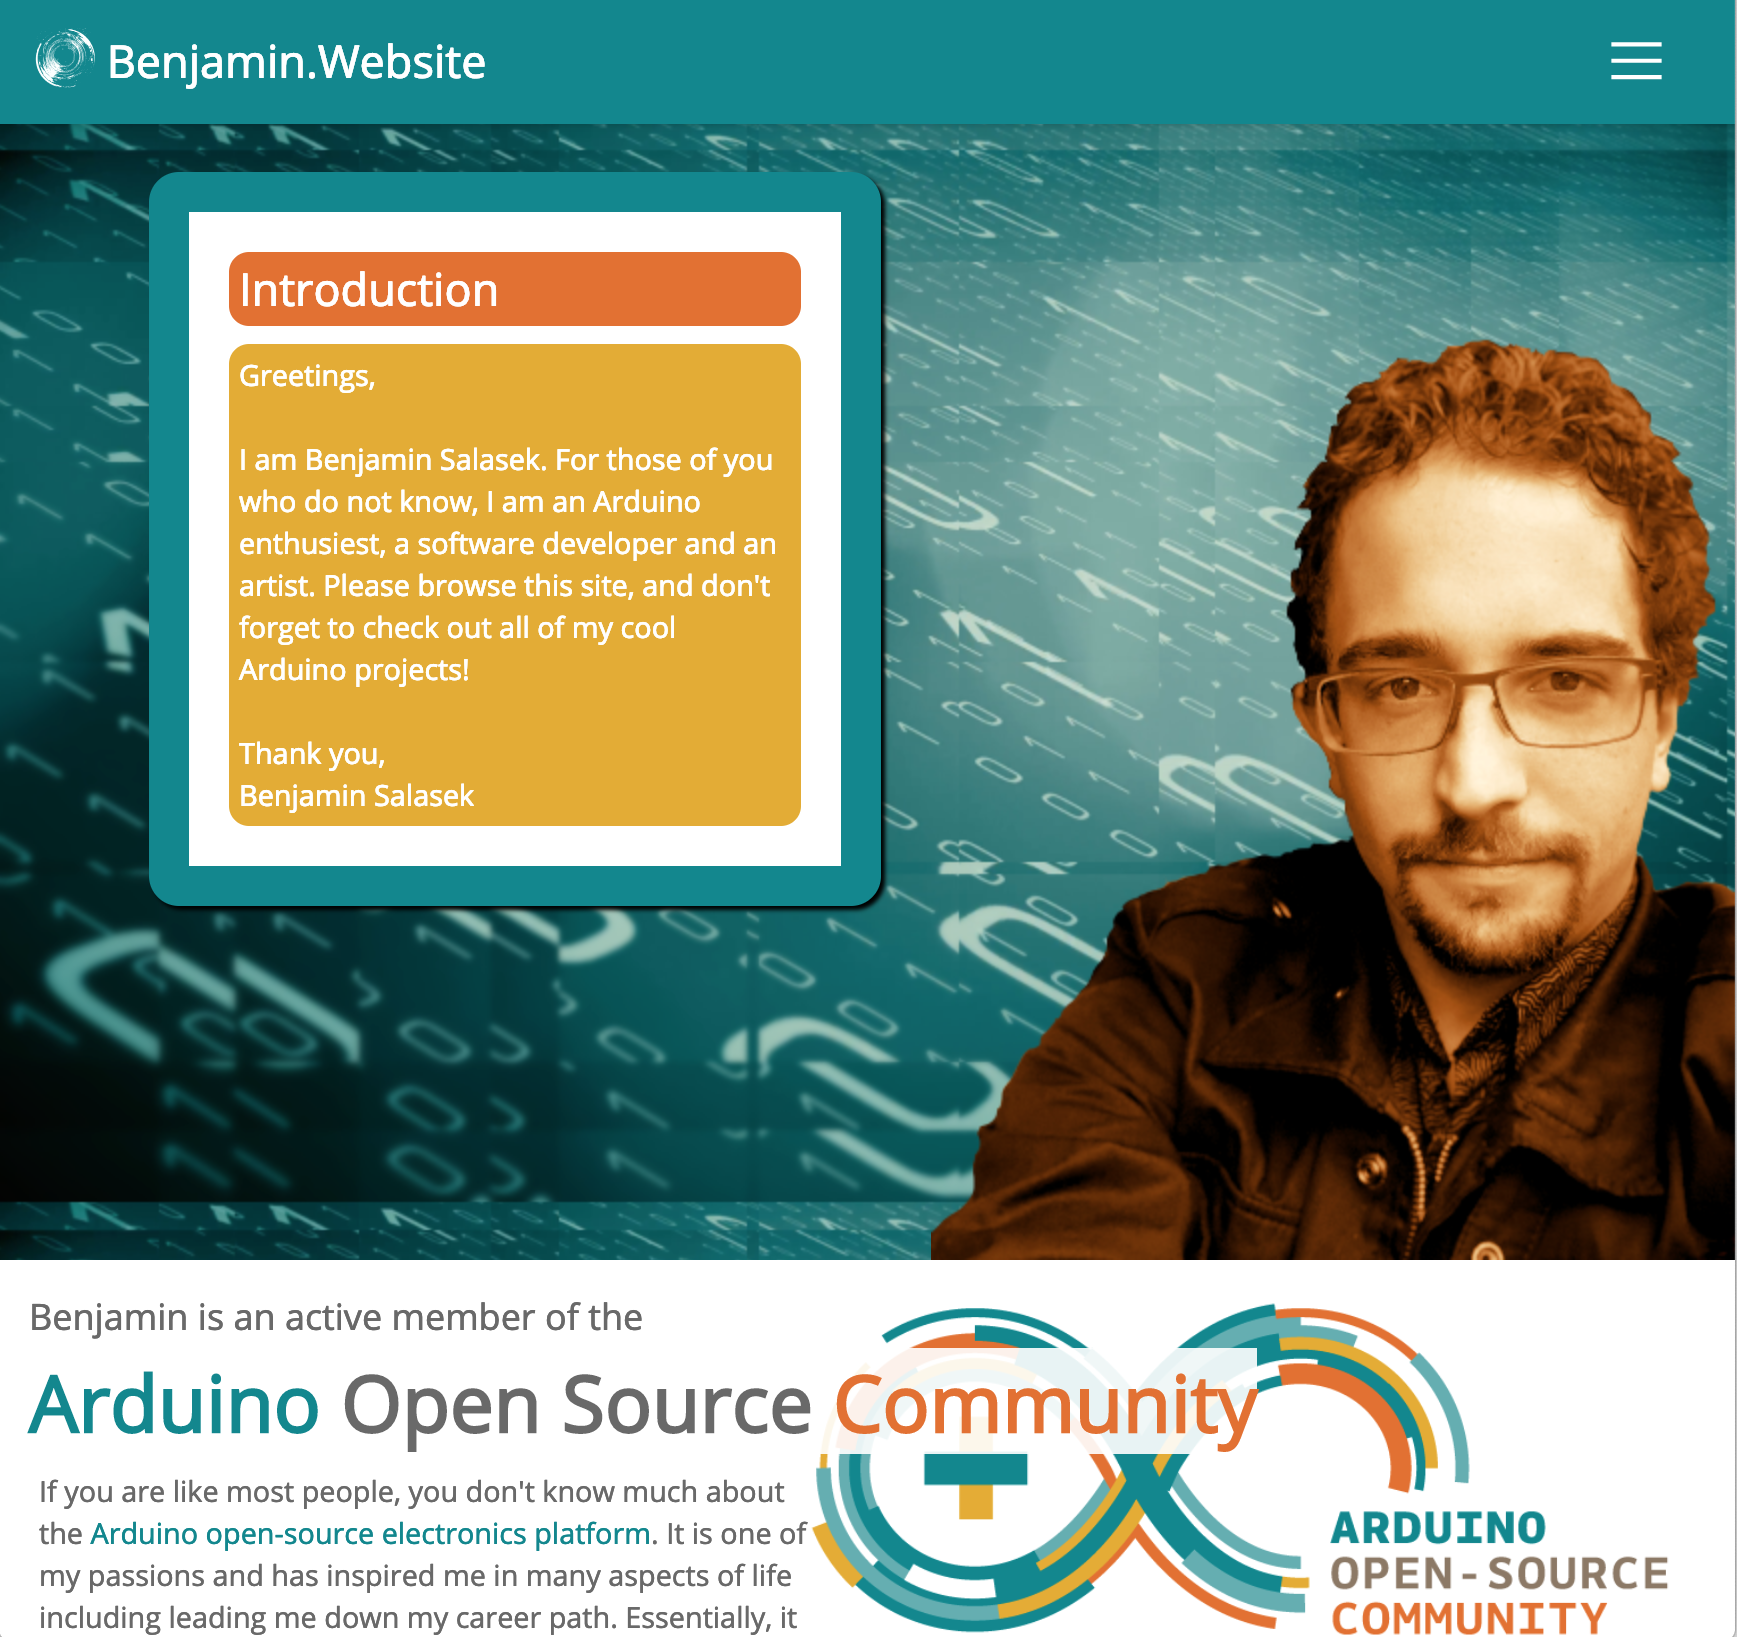 Benjamin.Website
Introduction
Greetings,
I am Benjamin Salasek. For those of you
who do not know, I am an Arduino
enthusiest, a software developer and an
artist. Please browse this site, and don't
forget to check out all of my cool
Arduino projects!
Thank you,
Benjamin Salasek
Benjamin is an active member of the
Arduino Open Source Community
If you are like most people, you don't know much about
the Arduino open-source electronics platform. It is one of
my passions and has inspired me in many aspects of life
including leading me down my career path. Essentially, it
ARDUINO
OPEN-SOURCE
COMMUNITY